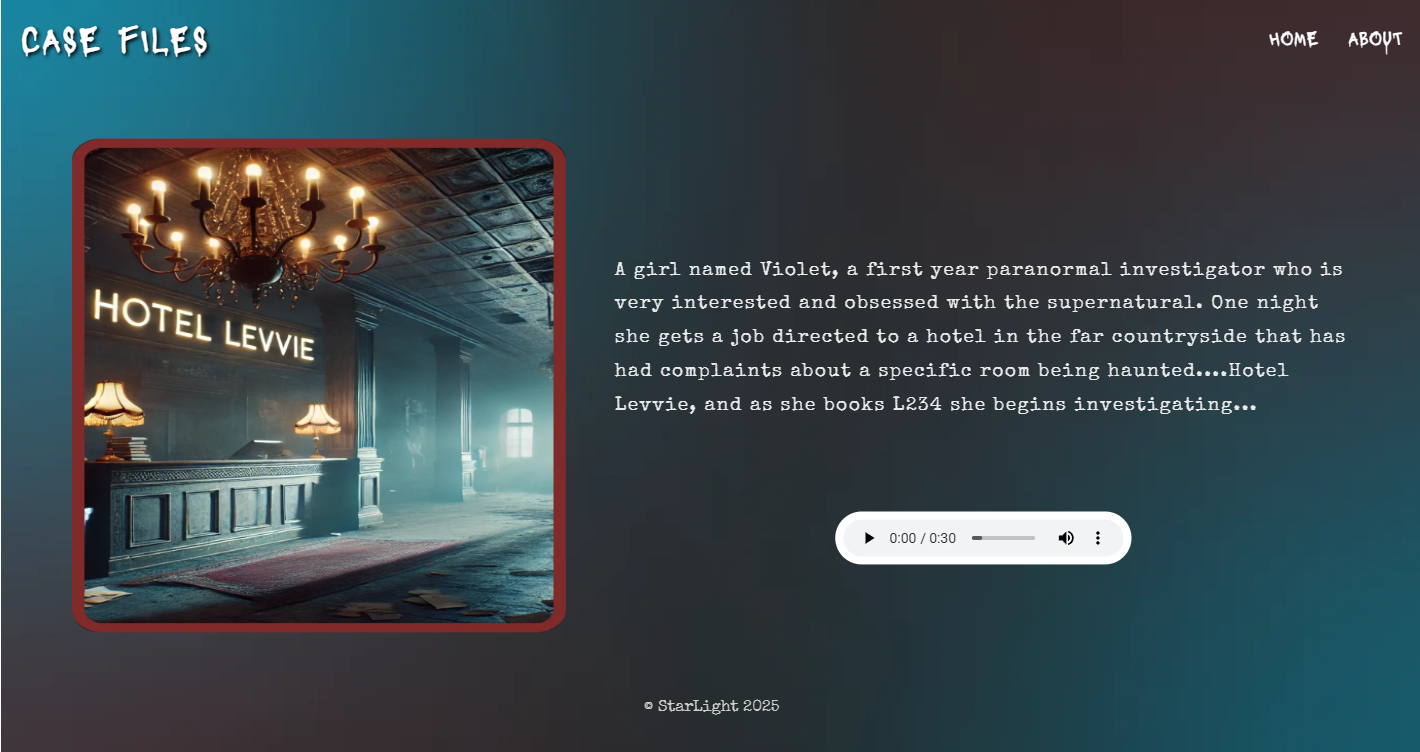 CASE FILES
HOME ABOUT
HOTEL LEVVIE
A girl named Violet, a first year paranormal investigator who is
very interested and obsessed with the supernatural. One night
she gets a job directed to a hotel in the far countryside that has
had complaints about a specific room being haunted....Hotel
Levvie, and as she books L234 she begins investigating...
0:00 / 0:30
© StarLight 2025